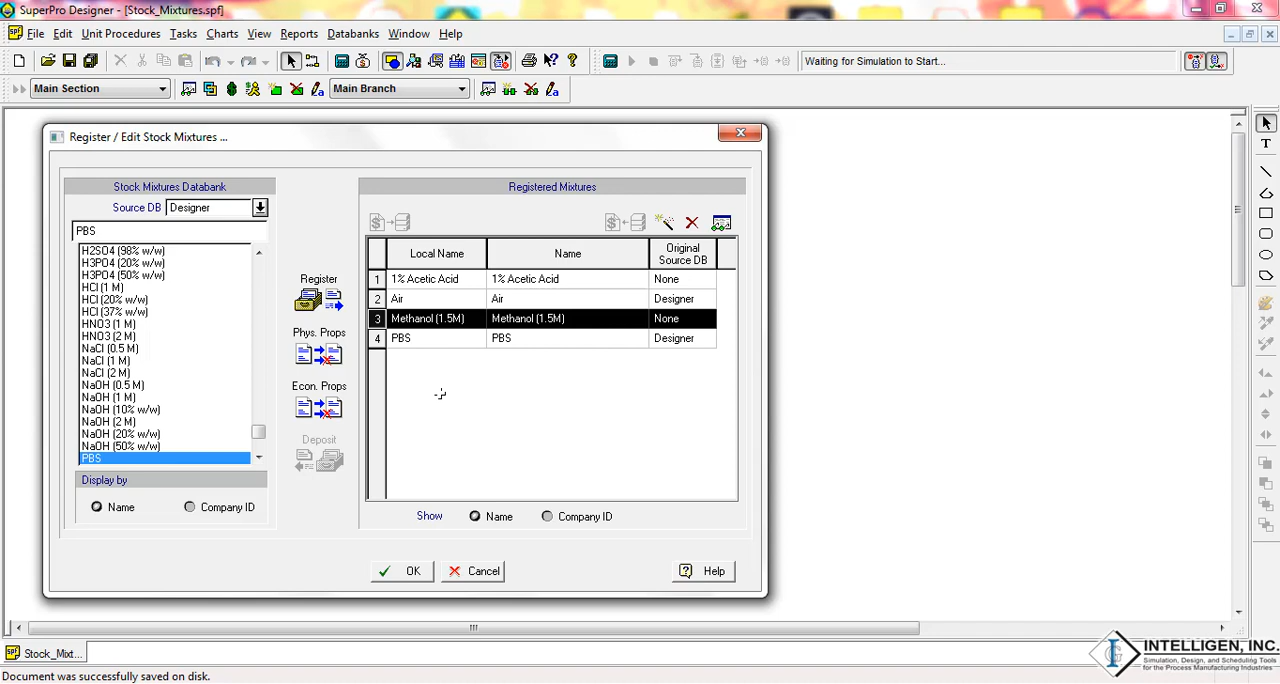 SuperPro Designer - [Stock_Mixtures.spf]
File Edit Unit Procedures Tasks Charts View Reports Databanks Window Help
Waiting for Simulation to Start...
Main Section
Main Branch
Register / Edit Stock Mixtures ...
Stock Mixtures Databank
Source DB Designer
PBS
H2SO4 (98% w/w)
H3PO4 (20% w/w)
H3PO4 (50% w/w)
HCl (1 M)
HCl (20% w/w)
HCl (37% w/w)
HNO3 (1 M)
HNO3 (2 M)
NaCl (0.5 M)
NaCl (1 M)
NaCl (2 M)
NaOH (0.5 M)
NaOH (1 M)
NaOH (10% w/w)
NaOH (2 M)
NaOH (20% w/w)
NaOH (50% w/w)
PBS
Display by
Name Company ID
Register
Phys. Props
Econ. Props
Deposit
Registered Mixtures
Local Name Name Original Source DB
1 1% Acetic Acid 1% Acetic Acid None
2 Air Air Designer
3 Methanol (1.5M) Methanol (1.5M) None
4 PBS PBS Designer
Show Name Company ID
OK Cancel Help
Stock_Mixt...
Document was successfully saved on disk.
INTELLIGEN, INC.
Simulation, Design, and Scheduling Tools
for the Process Manufacturing Industries